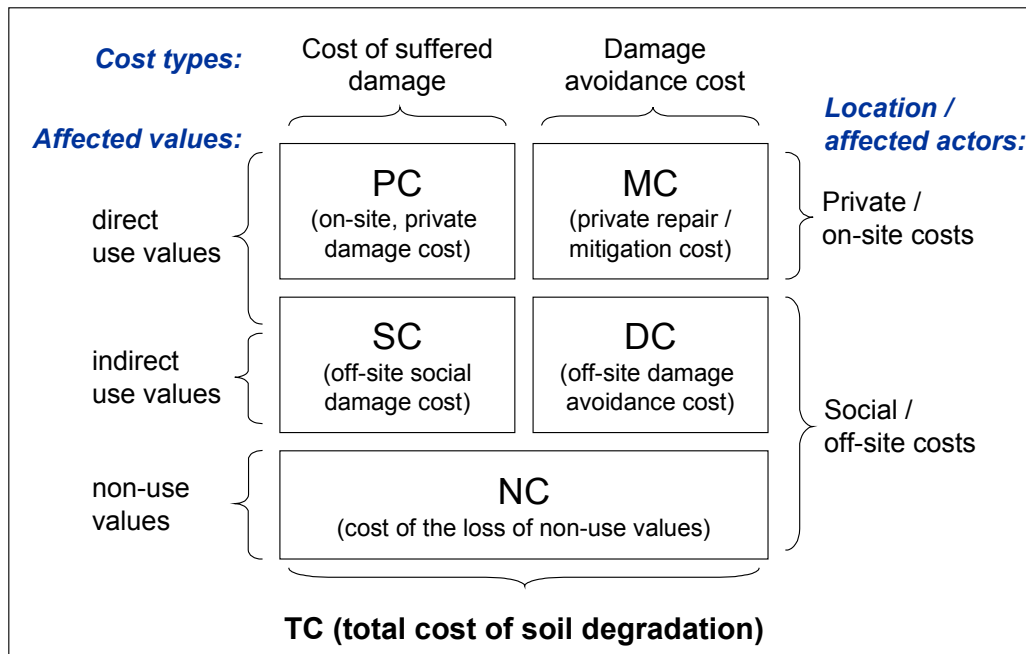 Cost types:
Cost of suffered
damage
Damage
avoidance cost
Affected values:
Location /
affected actors:
direct
use values
PC
(on-site, private
damage cost)
MC
(private repair /
mitigation cost)
Private /
on-site costs
indirect
use values
SC
(off-site social
damage cost)
DC
(off-site damage
avoidance cost)
Social /
off-site costs
non-use
values
NC
(cost of the loss of non-use values)
TC (total cost of soil degradation)